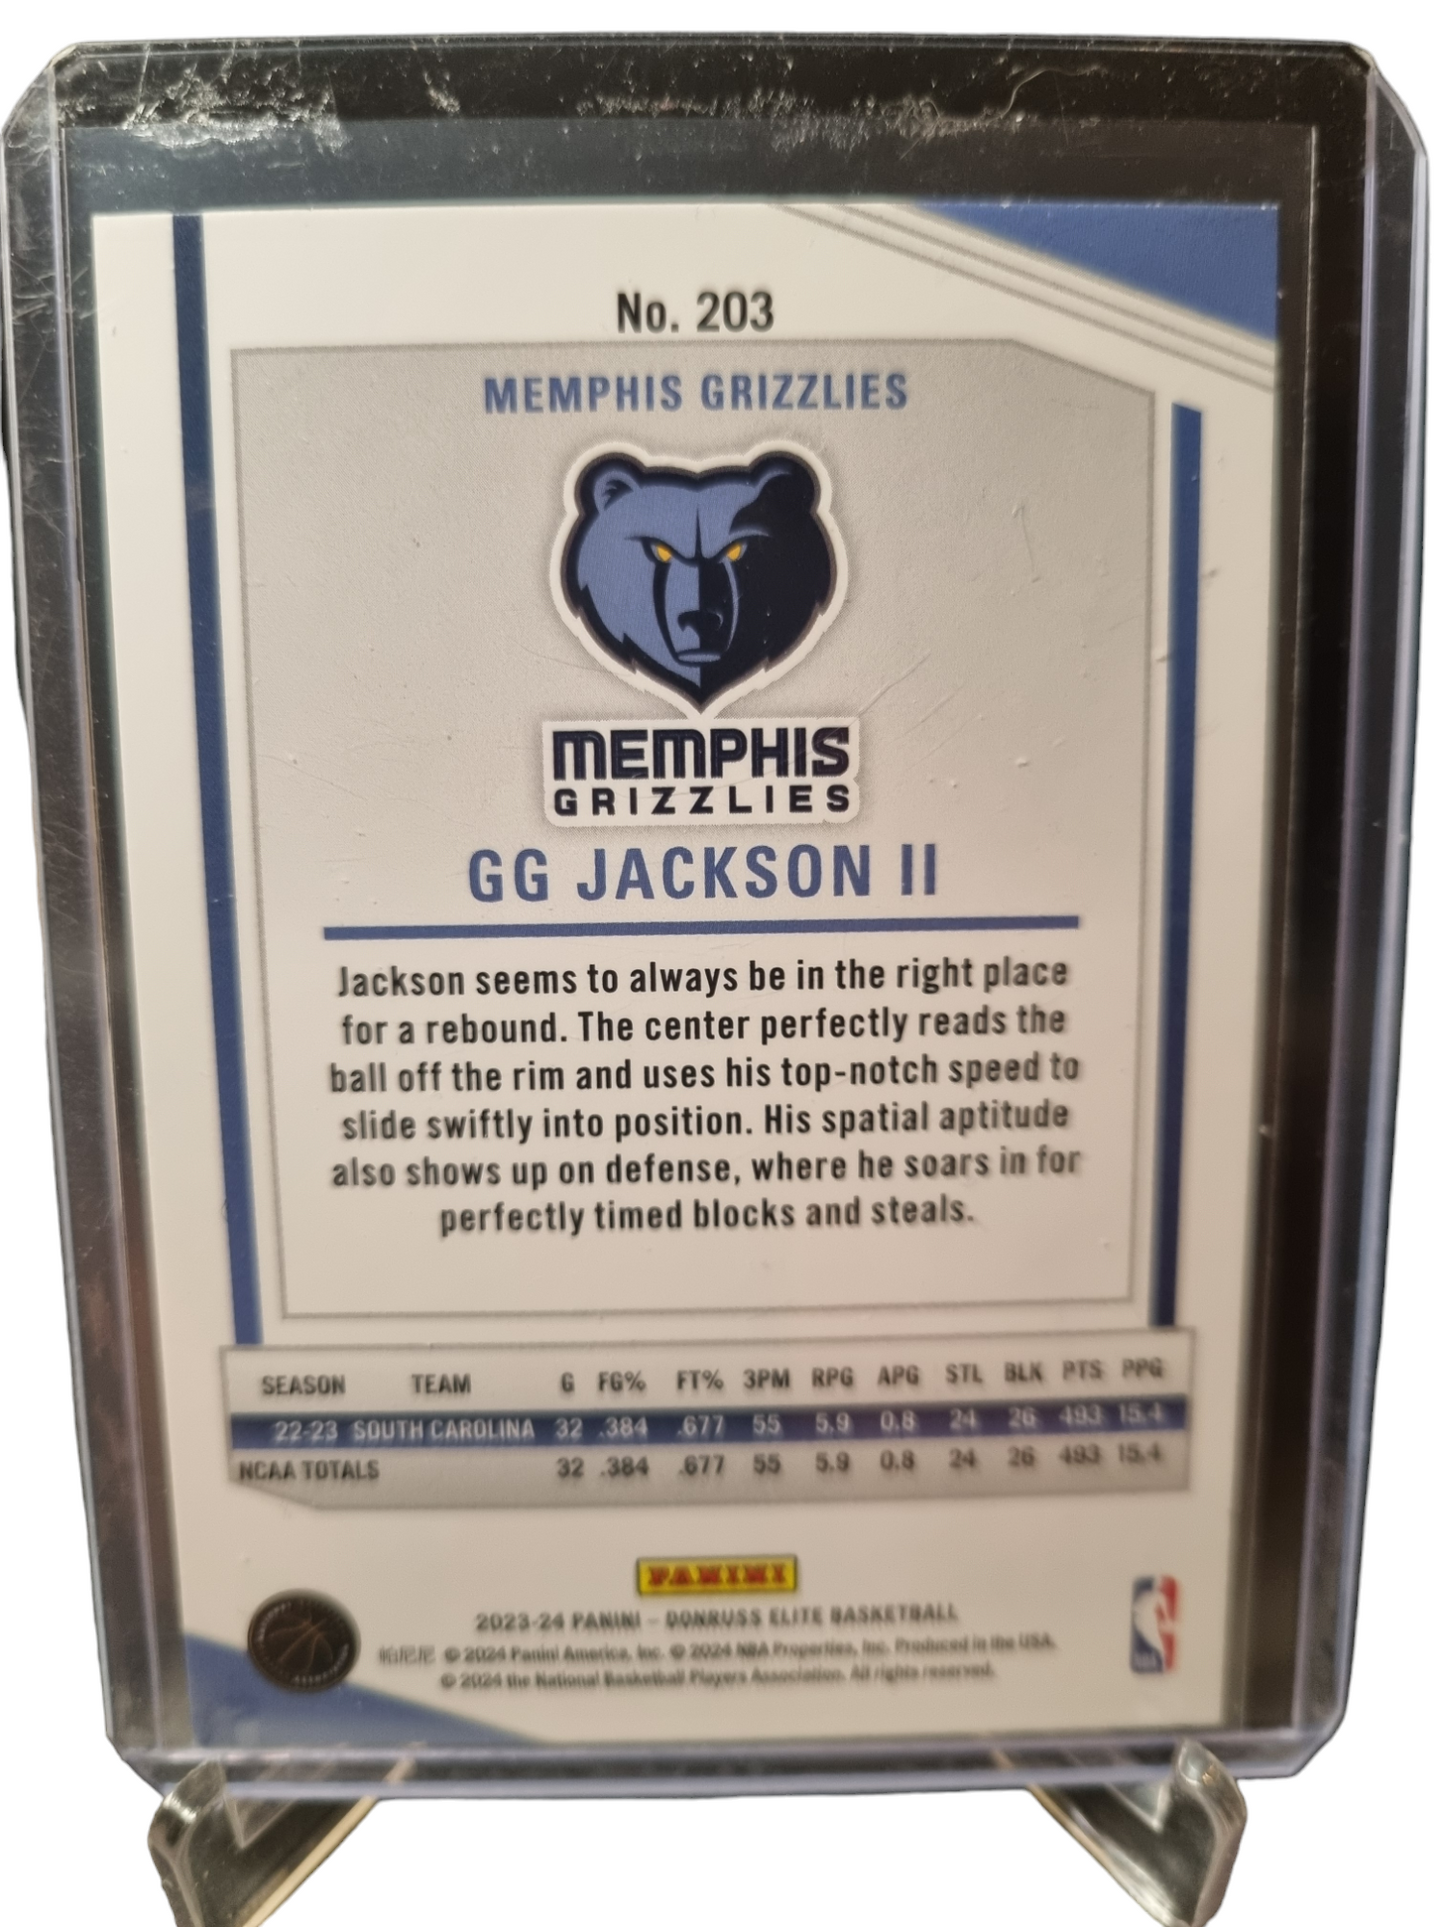 No. 203
MEMPHIS GRIZZLIES
MEMPHIS
GRIZZLIES
GG JACKSON II
Jackson seems to always be in the right place
for a rebound. The center perfectly reads the
ball off the rim and uses his top-notch speed to
slide swiftly into position. His spatial aptitude
also shows up on defense, where he soars in for
perfectly timed blocks and steals.
SEASON TEAM G FG% FT% 3PM RPG APG STL BLK PTS PPG
22-23 SOUTH CAROLINA 32 .384 .677 55 5.9 0.8 24 26 493 15.4
NCAA TOTALS 32 .384 .677 55 5.9 0.8 24 26 493 15.4
PANINI
2023-24 PANINI – DONRUSS ELITE BASKETBALL
帕尼尼 © 2024 Panini America, Inc. © 2024 NBA Properties, Inc. Produced in the USA.
© 2024 the National Basketball Players Association. All rights reserved.